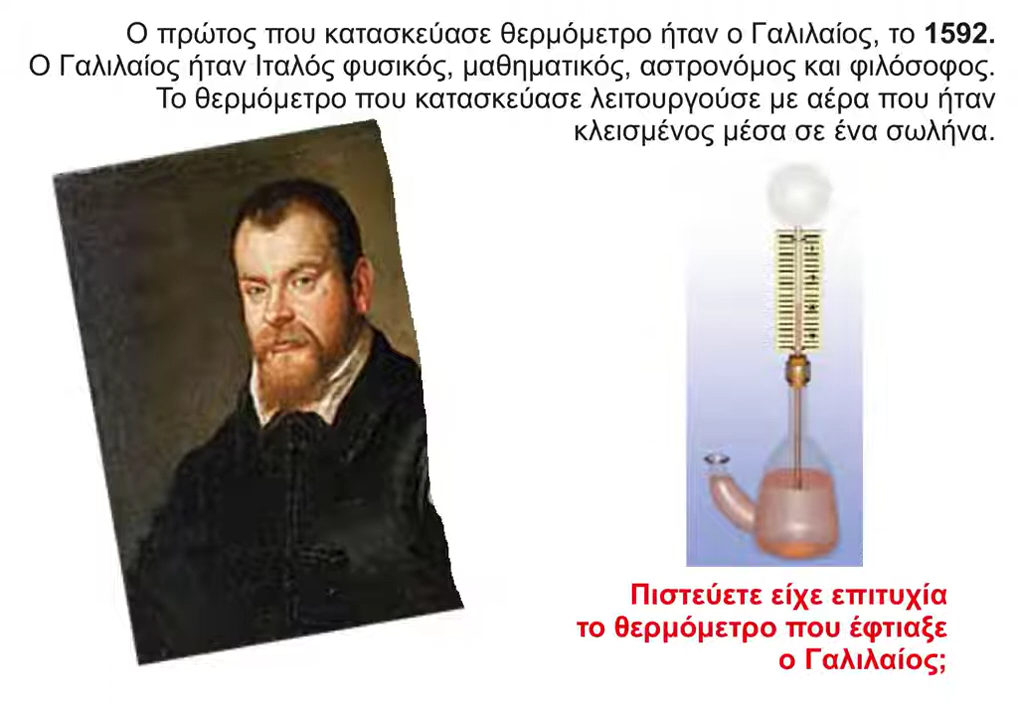 Ο πρώτος που κατασκεύασε θερμόμετρο ήταν ο Γαλιλαίος, το 1592.
Ο Γαλιλαίος ήταν Ιταλός φυσικός, μαθηματικός, αστρονόμος και φιλόσοφος.
Το θερμόμετρο που κατασκεύασε λειτουργούσε με αέρα που ήταν
κλεισμένος μέσα σε ένα σωλήνα.
Πιστεύετε είχε επιτυχία
το θερμόμετρο που έφτιαξε
ο Γαλιλαίος;